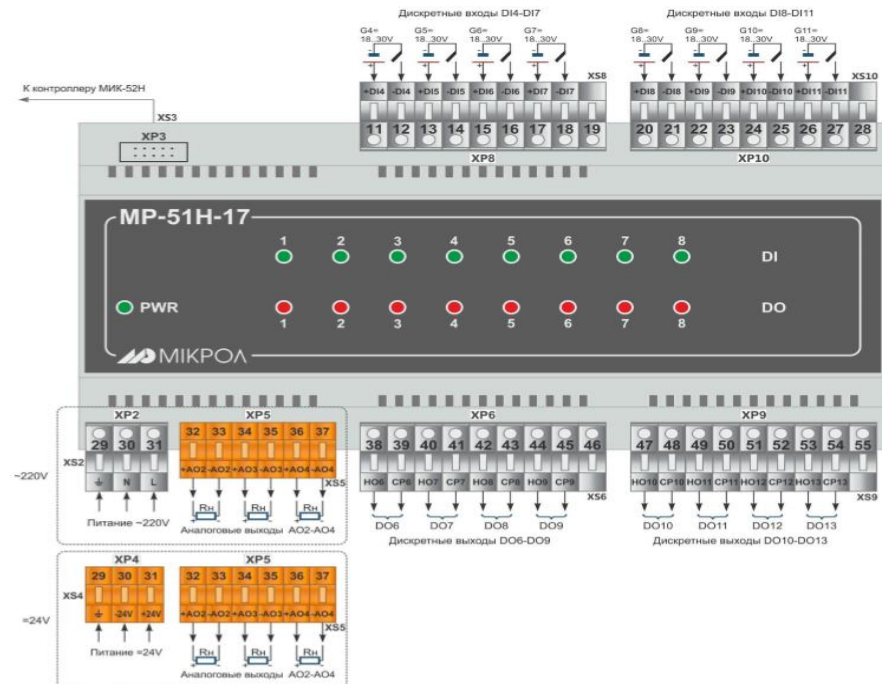 Дискретные входы DI4-DI7
Дискретные входы DI8-DI11
G4= 18..30V G5= 18..30V G6= 18..30V G7= 18..30V
G8= 18..30V G9= 18..30V G10= 18..30V G11= 18..30V
XS8
XS10
К контроллеру МИК-52Н
+DI4 -DI4 +DI5 -DI5 +DI6 -DI6 +DI7 -DI7
+DI8 -DI8 +DI9 -DI9 +DI10 -DI10 +DI11 -DI11
XS3
11 12 13 14 15 16 17 18 19
20 21 22 23 24 25 26 27 28
XP3
XP8
XP10
MP-51H-17
1 2 3 4 5 6 7 8
DI
PWR
DO
1 2 3 4 5 6 7 8
МІКРОЛ
XP2
XP5
XP6
XP9
29 30 31
32 33 34 35 36 37
38 39 40 41 42 43 44 45 46
47 48 49 50 51 52 53 54 55
XS2
~220V
N L
+AO2 -AO2 +AO3 -AO3 +AO4 -AO4
HO6 CP6 HO7 CP7 HO8 CP8 HO9 CP9
HO10 CP10 HO11 CP11 HO12 CP12 HO13 CP13
XS5
XS6
XS9
Питание ~220V
Rн Rн Rн
Аналоговые выходы AO2-AO4
DO6 DO7 DO8 DO9
DO10 DO11 DO12 DO13
Дискретные выходы DO6-DO9
Дискретные выходы DO10-DO13
XP4
XP5
29 30 31
32 33 34 35 36 37
XS4
=24V
-24V +24V
+AO2 -AO2 +AO3 -AO3 +AO4 -AO4
XS5
Питание =24V
Rн Rн Rн
Аналоговые выходы AO2-AO4